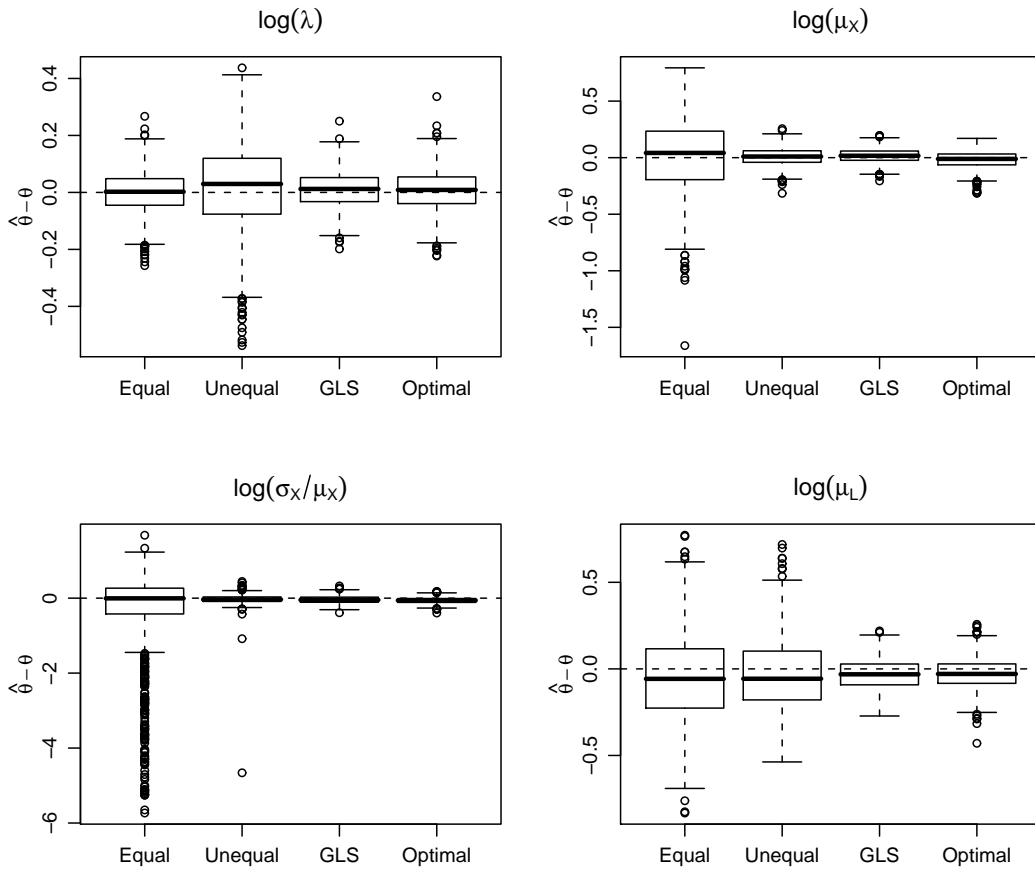 log(λ)
θ̂ − θ
0.4
0.2
0.0
−0.2
−0.4
Equal Unequal GLS Optimal
log(μX)
θ̂ − θ
0.5
0.0
−0.5
−1.0
−1.5
Equal Unequal GLS Optimal
log(σX/μX)
θ̂ − θ
0
−2
−4
−6
Equal Unequal GLS Optimal
log(μL)
θ̂ − θ
0.5
0.0
−0.5
Equal Unequal GLS Optimal